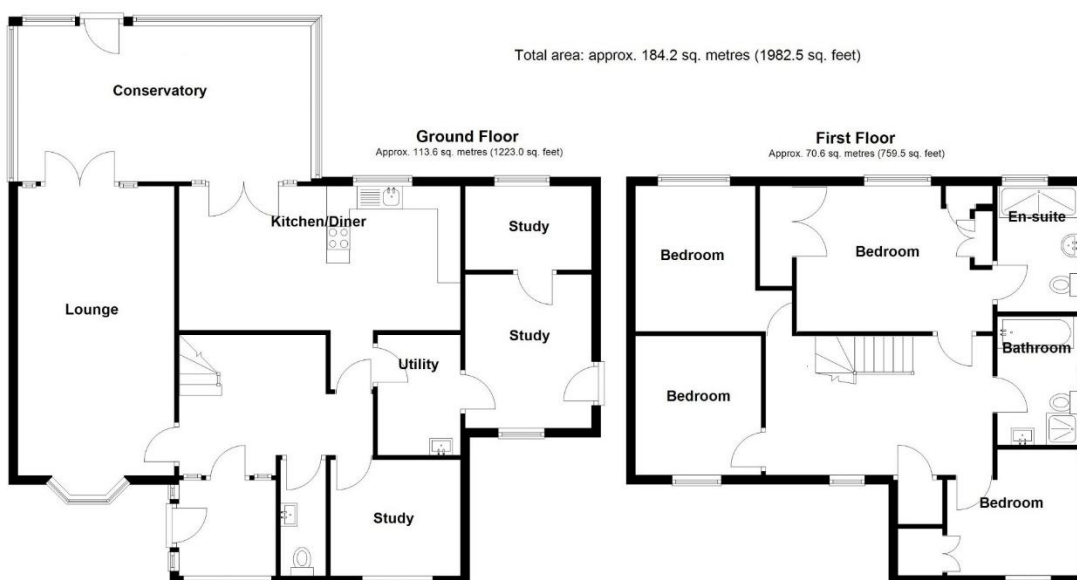 Total area: approx. 184.2 sq. metres (1982.5 sq. feet)
Ground Floor
Approx. 113.6 sq. metres (1223.0 sq. feet)
Conservatory
Kitchen/Diner
Study
Lounge
Study
Utility
Study
First Floor
Approx. 70.6 sq. metres (759.5 sq. feet)
En-suite
Bedroom
Bedroom
Bathroom
Bedroom
Bedroom